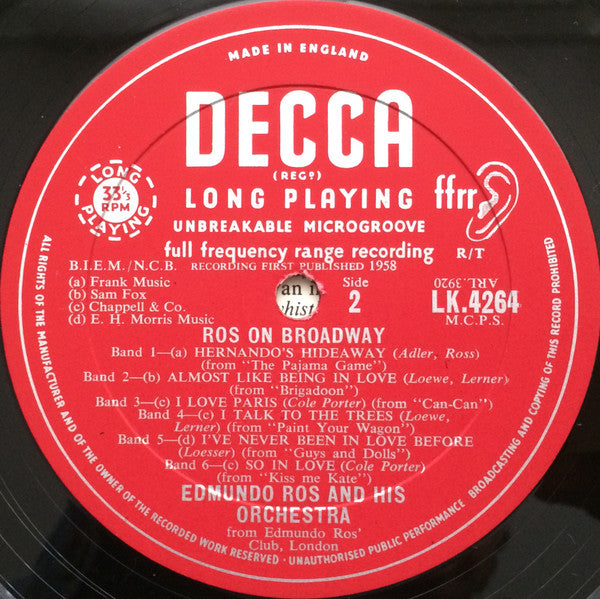 MADE IN ENGLAND
DECCA
(REGD)
LONG PLAYING
33⅓
RPM
LONG PLAYING
ffrr
UNBREAKABLE MICROGROOVE
full frequency range recording
R/T
B.I.E.M./N.C.B.
RECORDING FIRST PUBLISHED 1958
ARL.3920
(a) Frank Music
(b) Sam Fox
(c) Chappell & Co.
(d) E. H. Morris Music
an
hist
Side
2
LK.4264
M.C.P.S.
ROS ON BROADWAY
Band 1—(a) HERNANDO'S HIDEAWAY (Adler, Ross)
(from "The Pajama Game")
Band 2—(b) ALMOST LIKE BEING IN LOVE (Loewe, Lerner)
(from "Brigadoon")
Band 3—(c) I LOVE PARIS (Cole Porter) (from "Can-Can")
Band 4—(c) I TALK TO THE TREES (Loewe,
Lerner) (from "Paint Your Wagon")
Band 5—(d) I'VE NEVER BEEN IN LOVE BEFORE
(Loesser) (from "Guys and Dolls")
Band 6—(c) SO IN LOVE (Cole Porter)
(from "Kiss me Kate")
EDMUNDO ROS AND HIS
ORCHESTRA
from Edmundo Ros'
Club, London
ALL RIGHTS OF THE MANUFACTURER AND OF THE OWNER OF THE RECORDED WORK RESERVED - UNAUTHORISED PUBLIC PERFORMANCE BROADCASTING AND COPYING OF THIS RECORD PROHIBITED